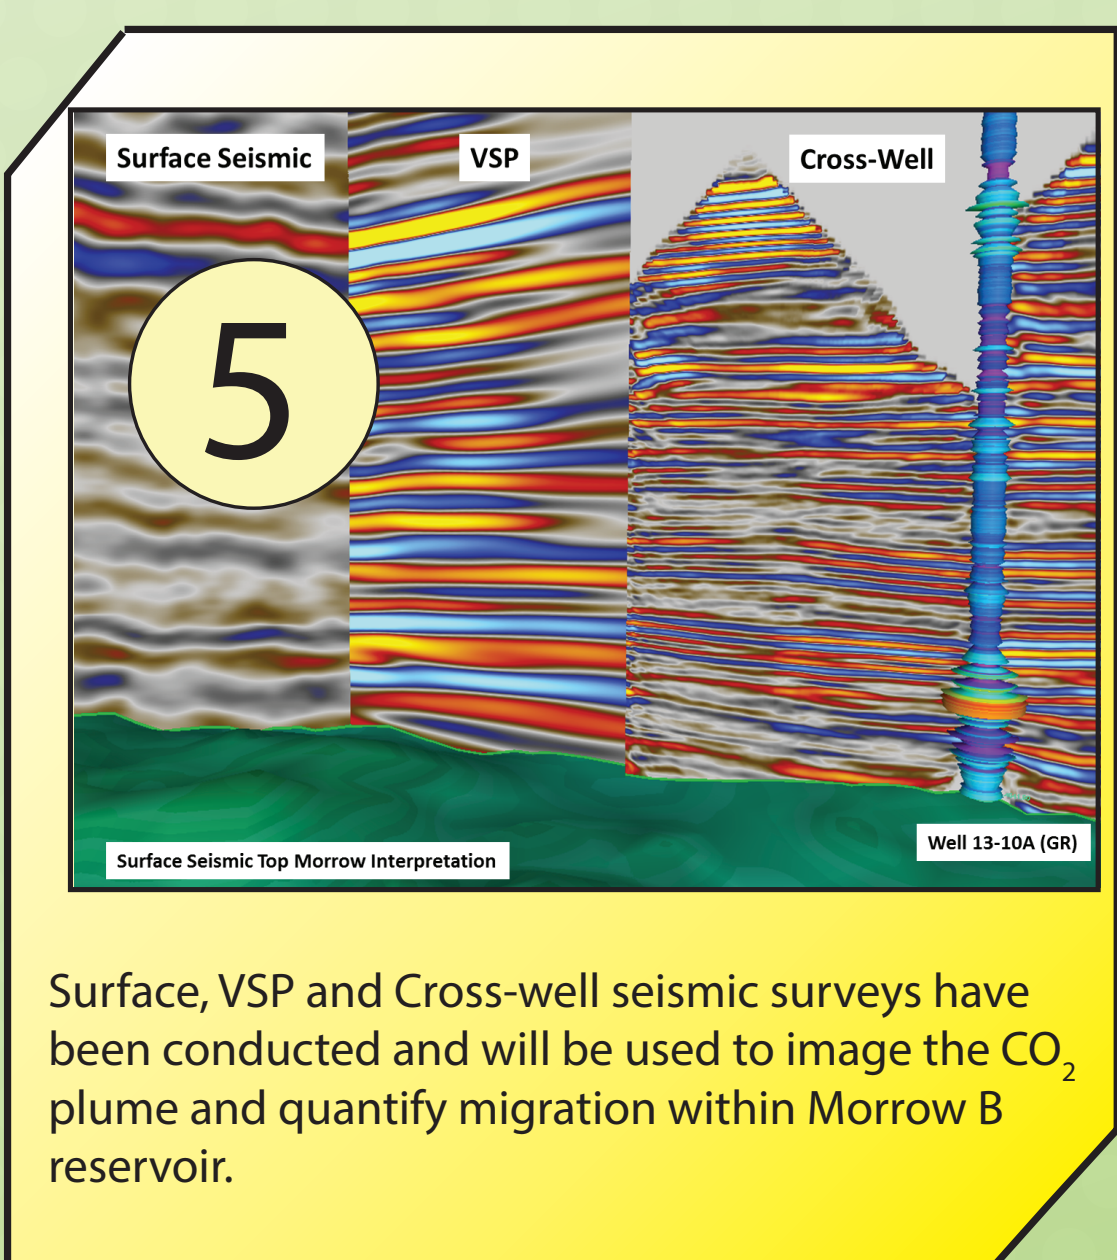 Surface Seismic
VSP
Cross-Well
5
Surface Seismic Top Morrow Interpretation
Well 13-10A (GR)
Surface, VSP and Cross-well seismic surveys have
been conducted and will be used to image the CO₂
plume and quantify migration within Morrow B
reservoir.